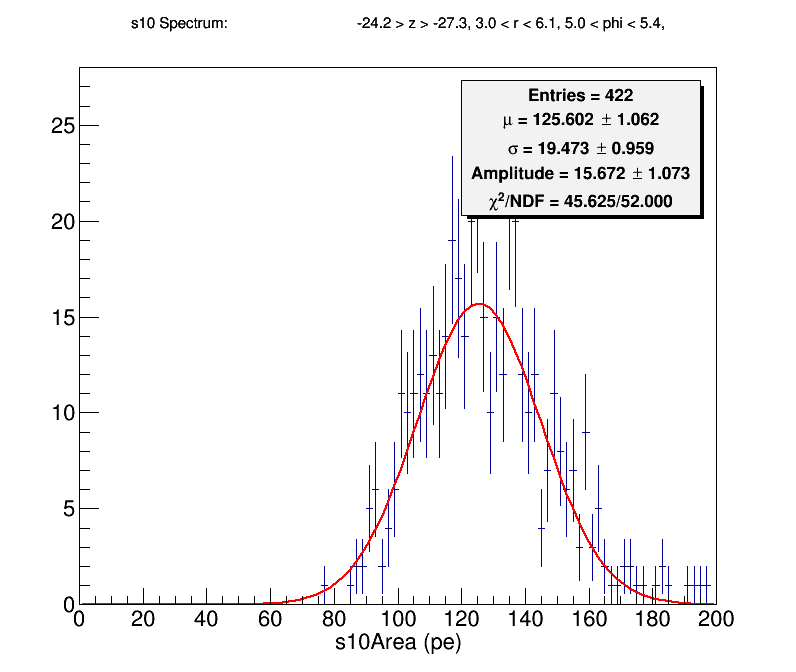 s10 Spectrum: -24.2 > z > -27.3, 3.0 < r < 6.1, 5.0 < phi < 5.4,
Entries = 422
μ = 125.602 ± 1.062
σ = 19.473 ± 0.959
Amplitude = 15.672 ± 1.073
χ²/NDF = 45.625/52.000
25
20
15
10
5
0
0 20 40 60 80 100 120 140 160 180 200
s10Area (pe)